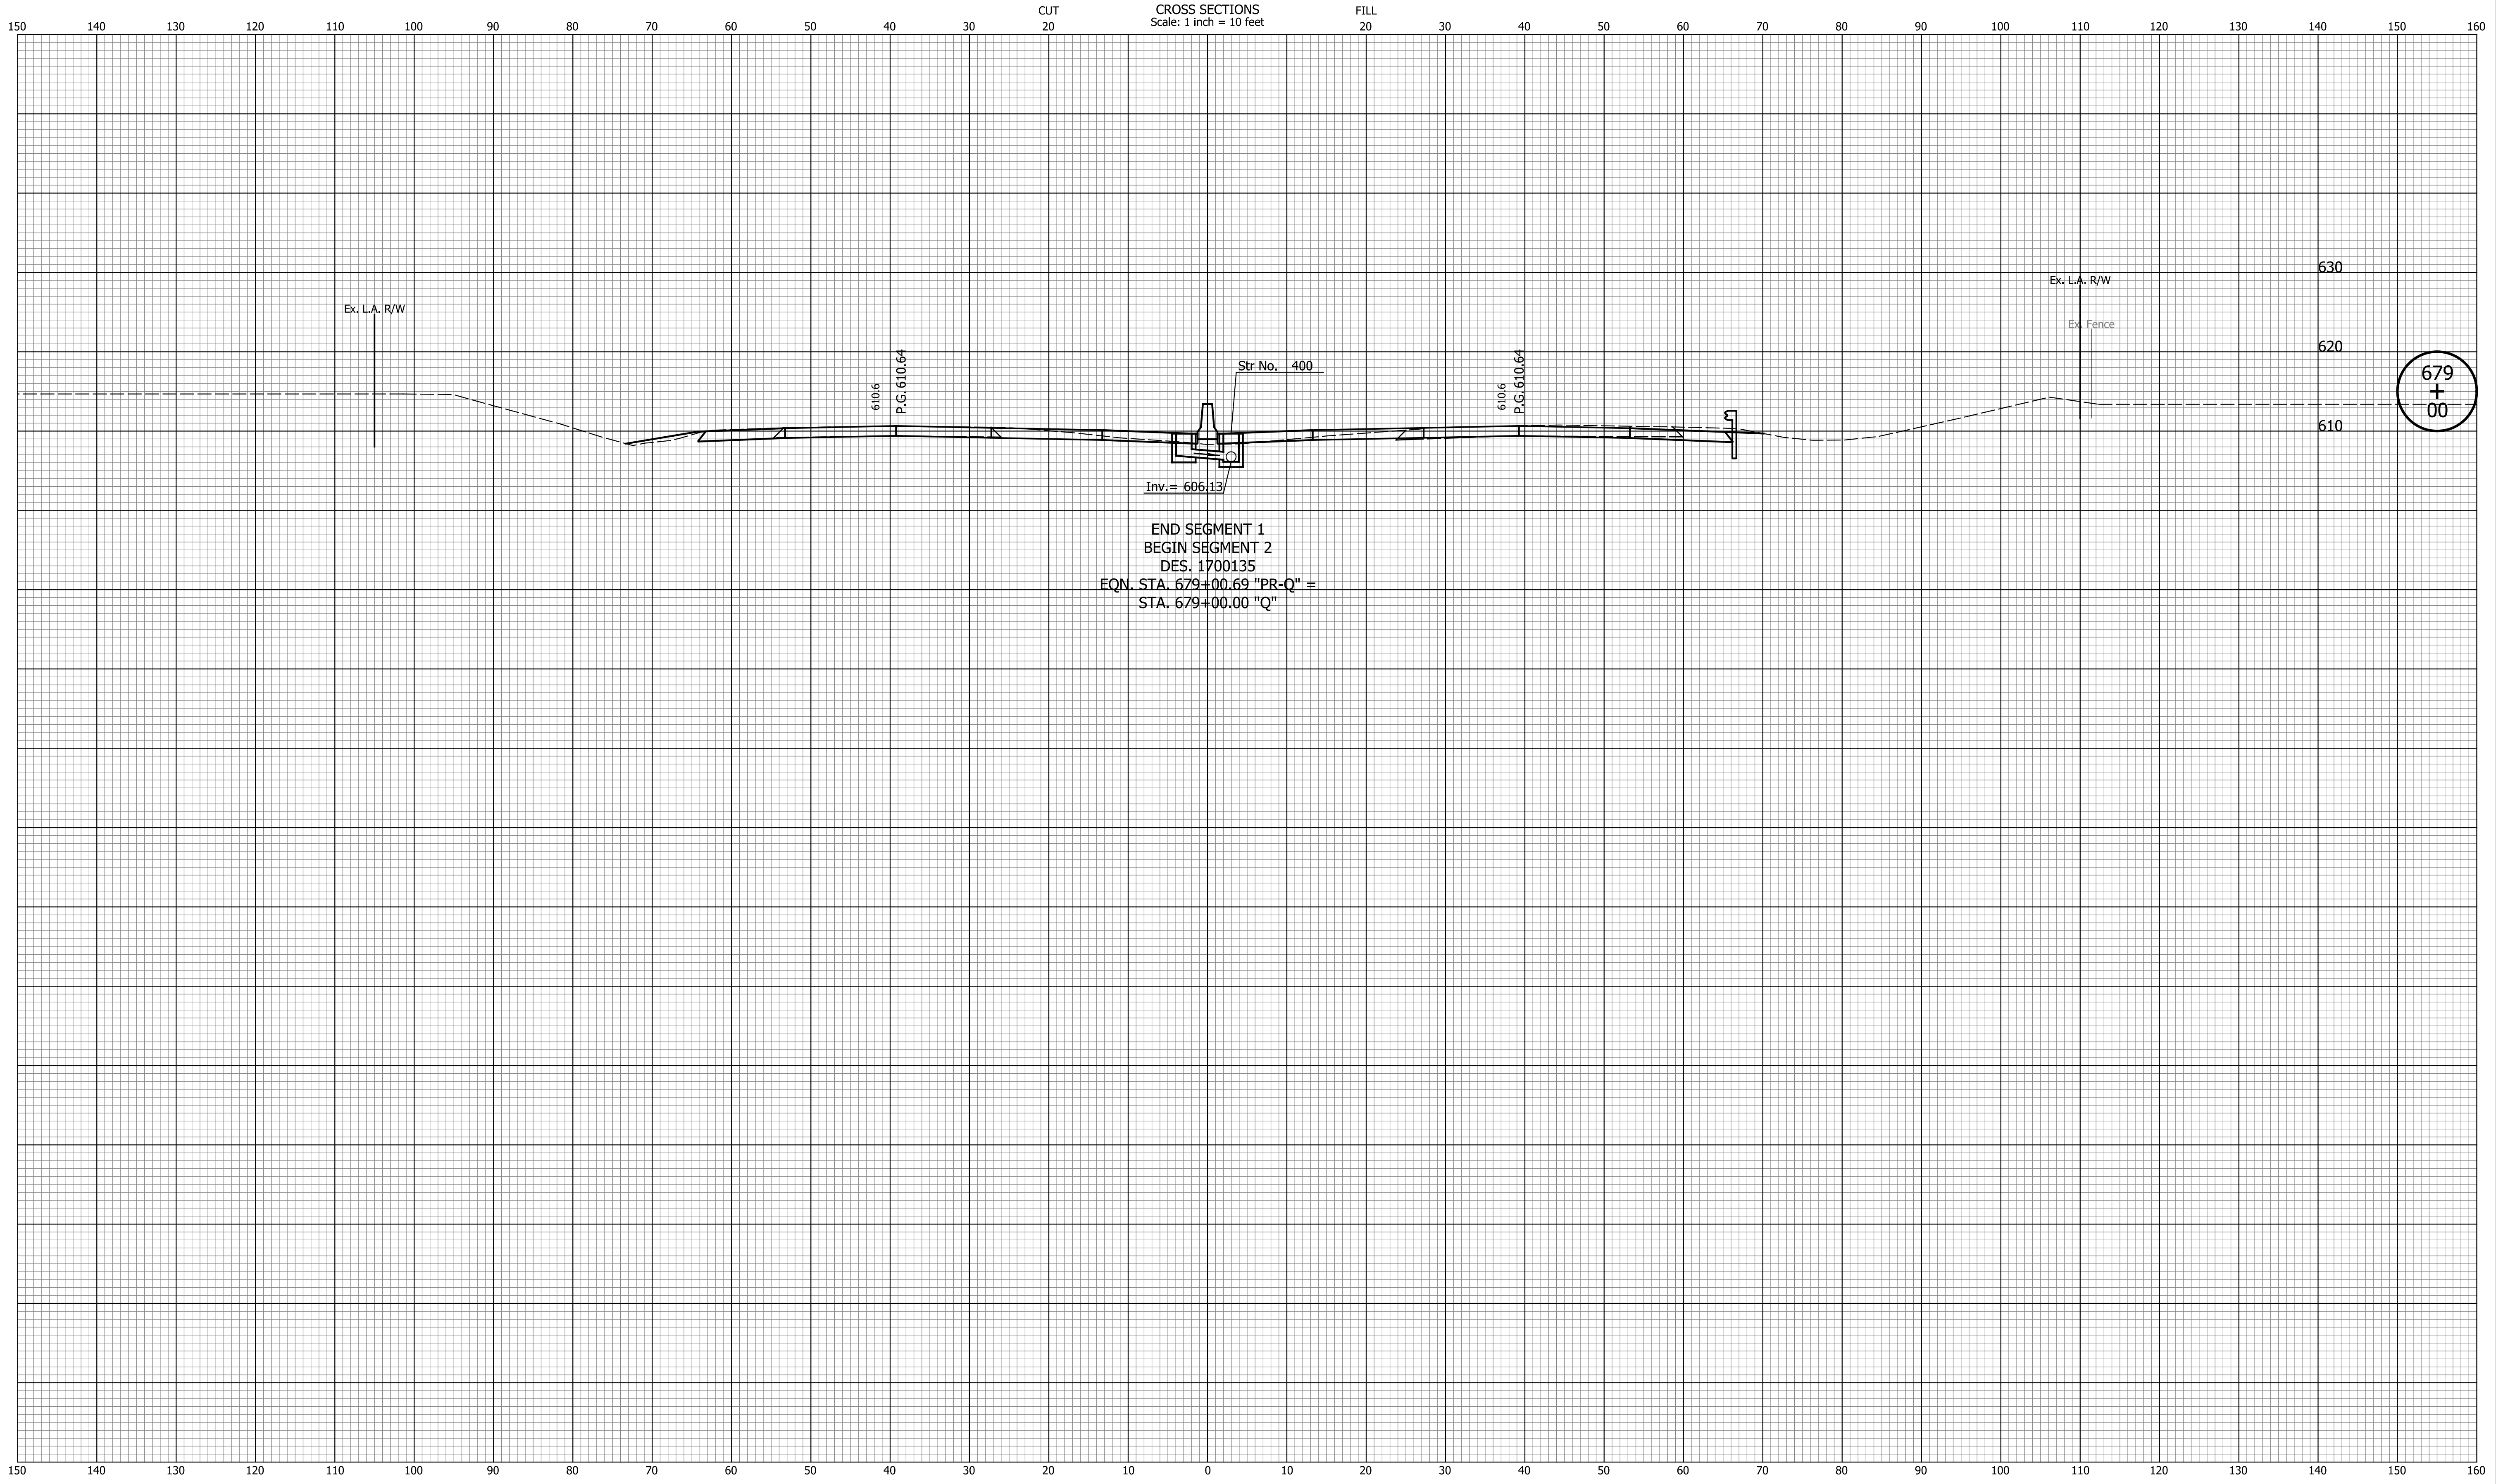 CUT CROSS SECTIONS FILL
Scale: 1 inch = 10 feet
150 140 130 120 110 100 90 80 70 60 50 40 30 20 20 30 40 50 60 70 80 90 100 110 120 130 140 150 160
630
Ex. L.A. R/W
Ex. L.A. R/W
Ex. Fence
620
610.6
P.G. 610.64
Str No. 400
610.6
P.G. 610.64
679
+
00
610
Inv.= 606.13
END SEGMENT 1
BEGIN SEGMENT 2
DES. 1700135
EQN. STA. 679+00.69 "PR-Q" =
STA. 679+00.00 "Q"
150 140 130 120 110 100 90 80 70 60 50 40 30 20 10 0 10 20 30 40 50 60 70 80 90 100 110 120 130 140 150 160